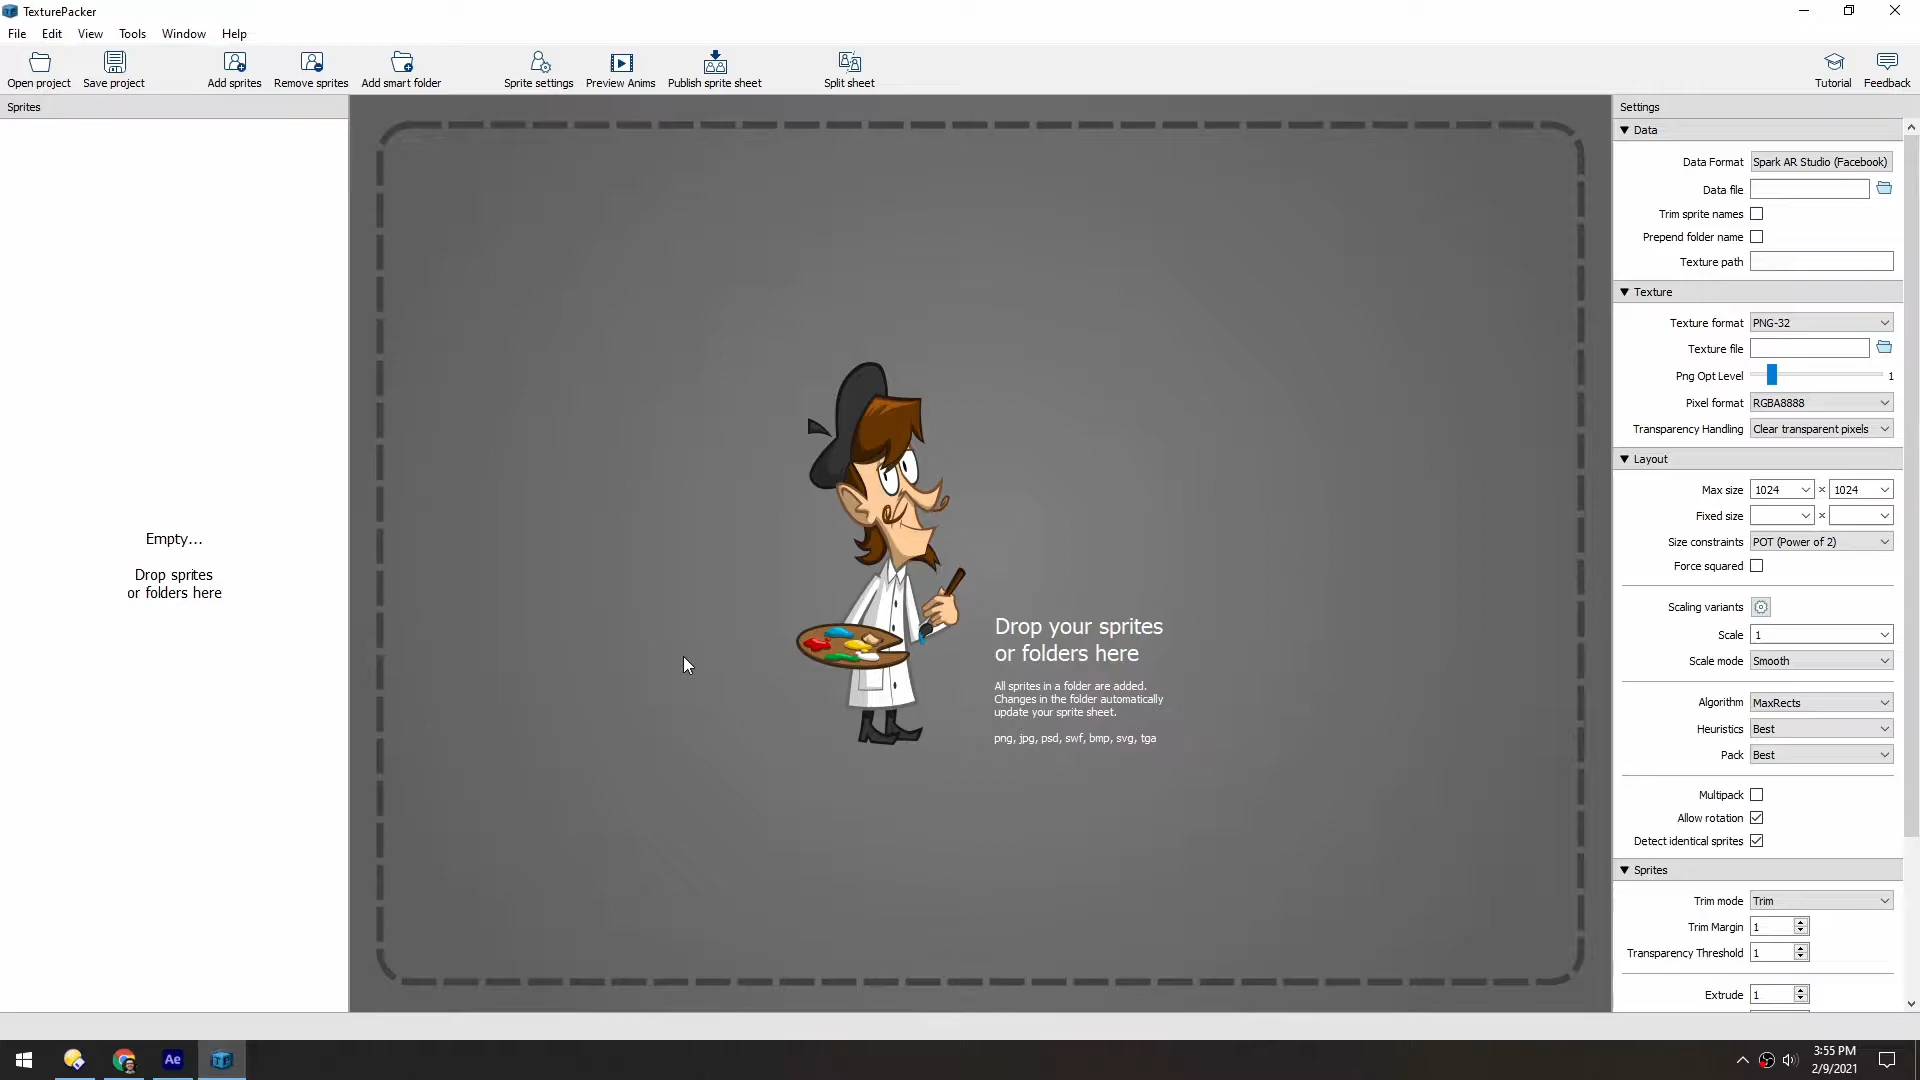 TexturePacker
File Edit View Tools Window Help
Open project Save project Add sprites Remove sprites Add smart folder Sprite settings Preview Anims Publish sprite sheet Split sheet Tutorial Feedback
Sprites
Empty...
Drop sprites
or folders here
Drop your sprites
or folders here
All sprites in a folder are added.
Changes in the folder automatically
update your sprite sheet.
png, jpg, psd, swf, bmp, svg, tga
Settings
Data
Data Format Spark AR Studio (Facebook)
Data file
Trim sprite names
Prepend folder name
Texture path
Texture
Texture format PNG-32
Texture file
Png Opt Level 1
Pixel format RGBA8888
Transparency Handling Clear transparent pixels
Layout
Max size 1024 × 1024
Fixed size ×
Size constraints POT (Power of 2)
Force squared
Scaling variants
Scale 1
Scale mode Smooth
Algorithm MaxRects
Heuristics Best
Pack Best
Multipack
Allow rotation
Detect identical sprites
Sprites
Trim mode Trim
Trim Margin 1
Transparency Threshold 1
Extrude 1
Ae
3:55 PM
2/9/2021